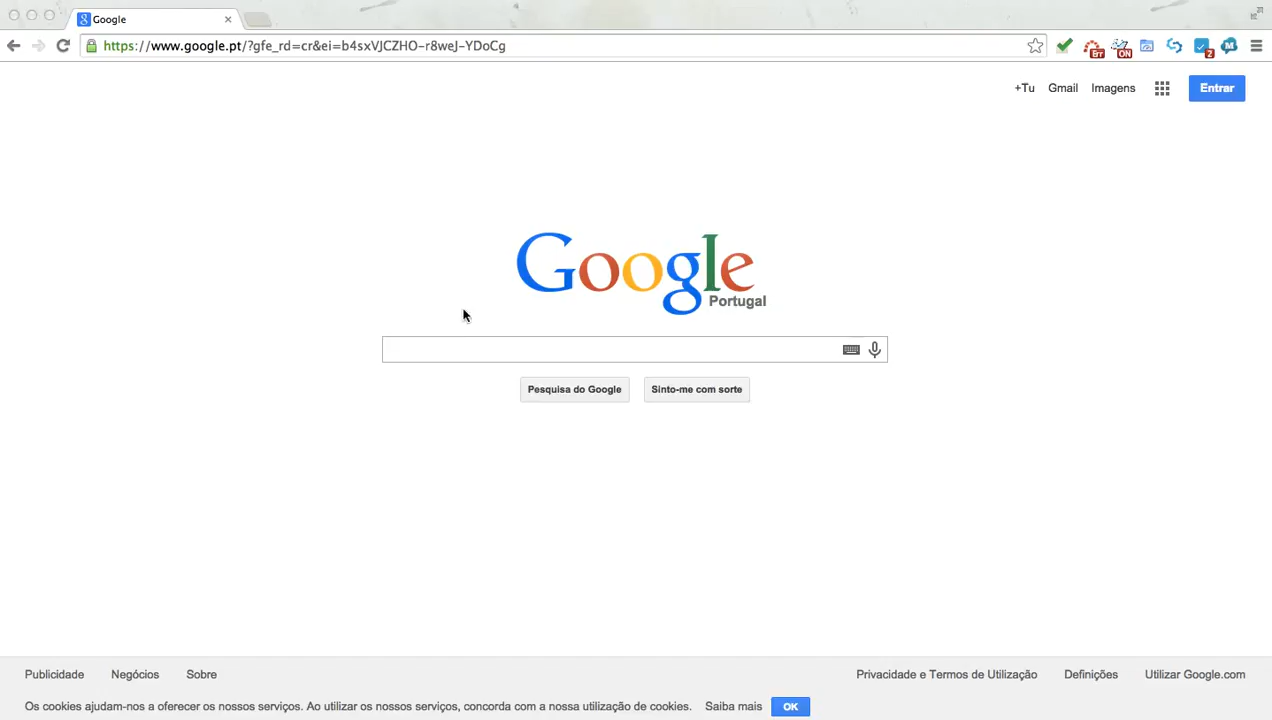 Google
https://www.google.pt/?gfe_rd=cr&ei=b4sxVJCZHO-r8weJ-YDoCg
ON
2
+Tu Gmail Imagens Entrar
Google
Portugal
Pesquisa do Google Sinto-me com sorte
Publicidade Negócios Sobre Privacidade e Termos de Utilização Definições Utilizar Google.com
Os cookies ajudam-nos a oferecer os nossos serviços. Ao utilizar os nossos serviços, concorda com a nossa utilização de cookies. Saiba mais OK